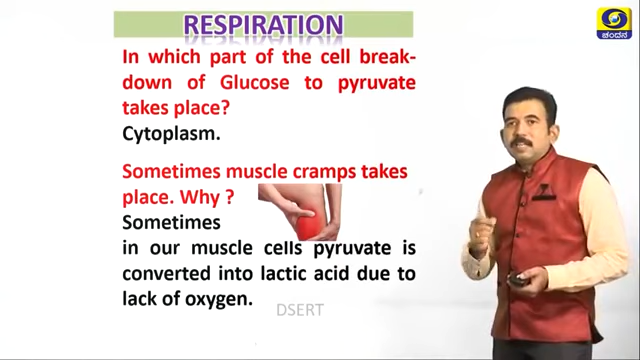 RESPIRATION
In which part of the cell break-
down of Glucose to pyruvate
takes place?
Cytoplasm.
Sometimes muscle cramps takes
place. Why ?
Sometimes
in our muscle cells pyruvate is
converted into lactic acid due to
lack of oxygen.
DSERT
ಚಂದನ